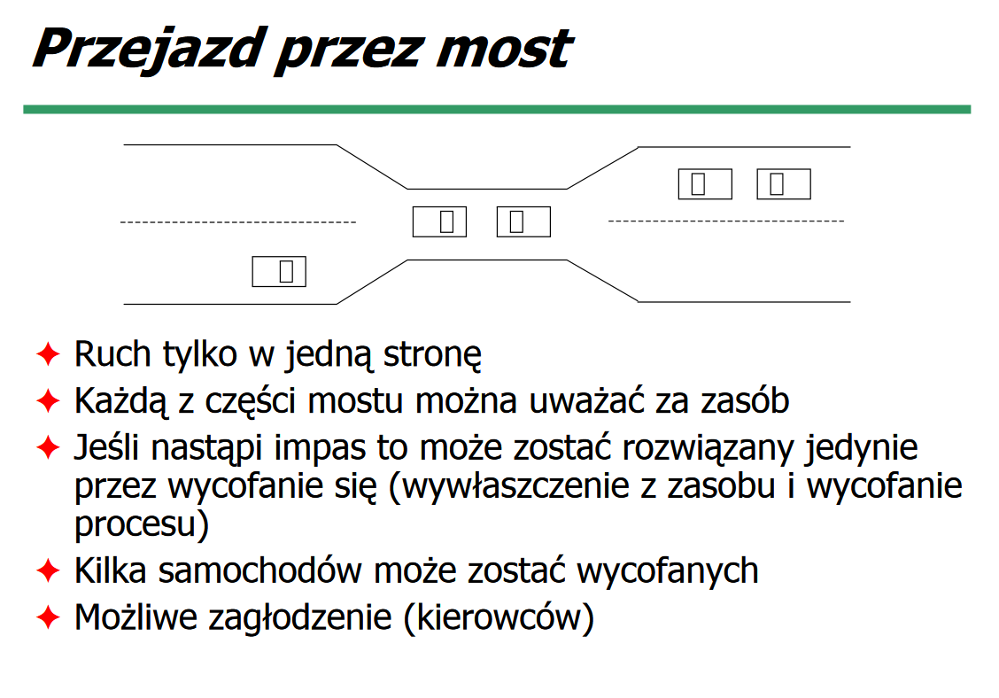 Przejazd przez most
Ruch tylko w jedną stronę
Każdą z części mostu można uważać za zasób
Jeśli nastąpi impas to może zostać rozwiązany jedynie
przez wycofanie się (wywłaszczenie z zasobu i wycofanie
procesu)
Kilka samochodów może zostać wycofanych
Możliwe zagłodzenie (kierowców)